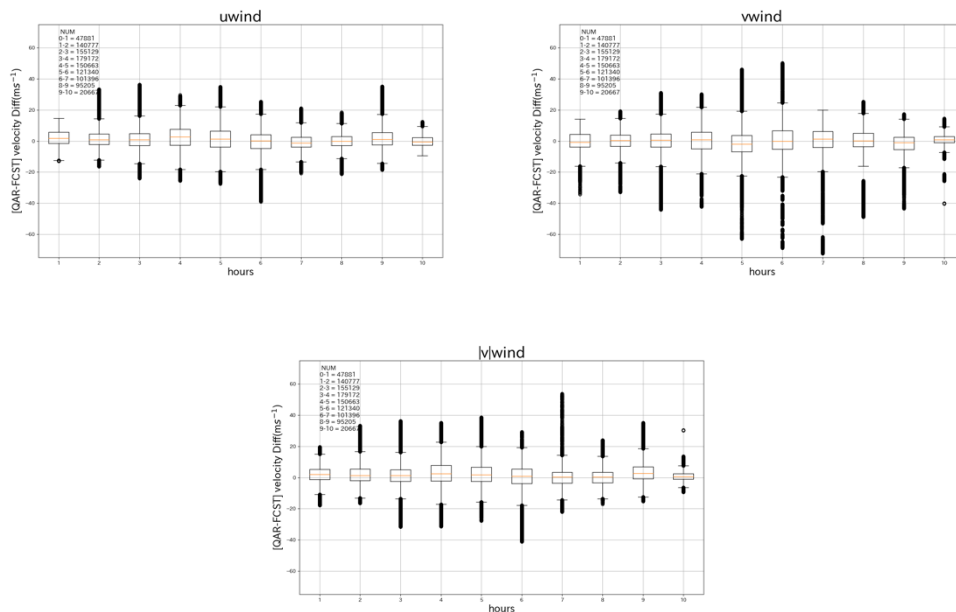 uwind
[QAR-FCST] velocity Diff(ms⁻¹)
60
40
20
0
−20
−40
−60
NUM
0-1 = 47881
1-2 = 140777
2-3 = 155129
3-4 = 179172
4-5 = 150663
5-6 = 121340
6-7 = 101396
8-9 = 95205
9-10 = 20667
1 2 3 4 5 6 7 8 9 10
hours
vwind
[QAR-FCST] velocity Diff(ms⁻¹)
60
40
20
0
−20
−40
−60
NUM
0-1 = 47881
1-2 = 140777
2-3 = 155129
3-4 = 179172
4-5 = 150663
5-6 = 121340
6-7 = 101396
8-9 = 95205
9-10 = 20667
1 2 3 4 5 6 7 8 9 10
hours
|v|wind
[QAR-FCST] velocity Diff(ms⁻¹)
60
40
20
0
−20
−40
−60
NUM
0-1 = 47881
1-2 = 140777
2-3 = 155129
3-4 = 179172
4-5 = 150663
5-6 = 121340
6-7 = 101396
8-9 = 95205
9-10 = 20667
1 2 3 4 5 6 7 8 9 10
hours